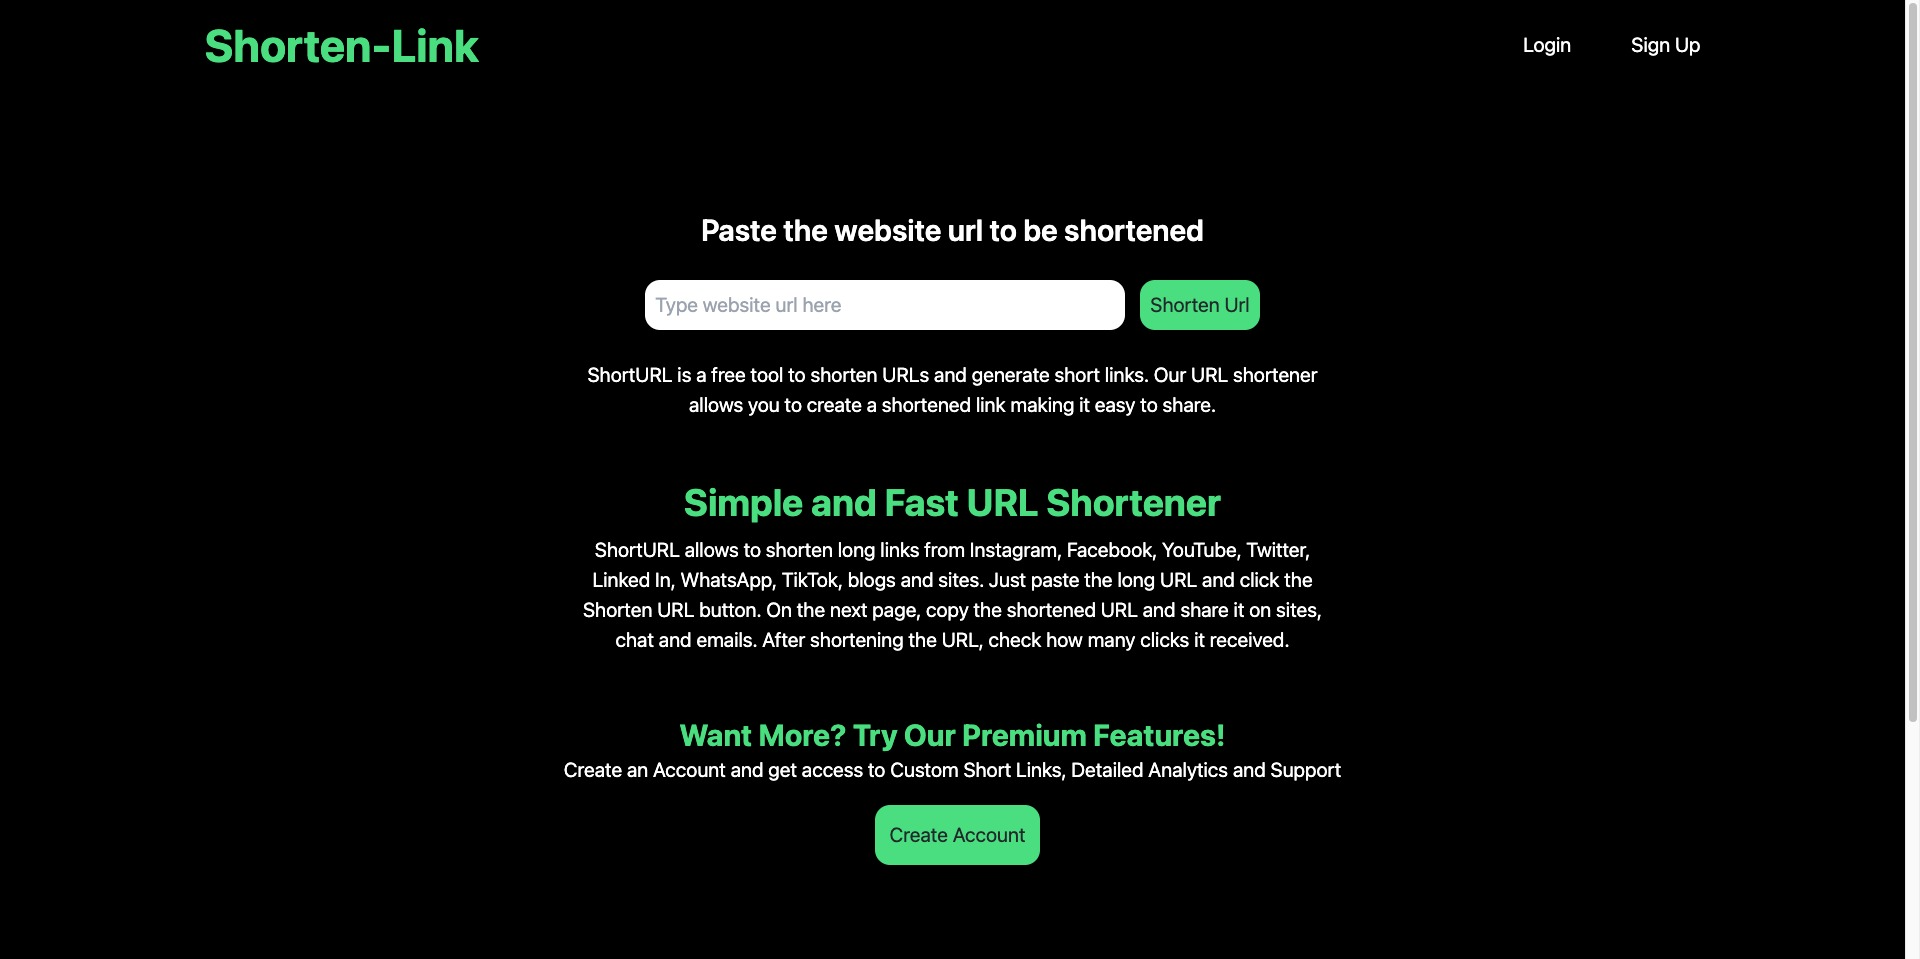 Shorten-Link
Login
Sign Up
Paste the website url to be shortened
Type website url here
Shorten Url
ShortURL is a free tool to shorten URLs and generate short links. Our URL shortener
allows you to create a shortened link making it easy to share.
Simple and Fast URL Shortener
ShortURL allows to shorten long links from Instagram, Facebook, YouTube, Twitter,
Linked In, WhatsApp, TikTok, blogs and sites. Just paste the long URL and click the
Shorten URL button. On the next page, copy the shortened URL and share it on sites,
chat and emails. After shortening the URL, check how many clicks it received.
Want More? Try Our Premium Features!
Create an Account and get access to Custom Short Links, Detailed Analytics and Support
Create Account